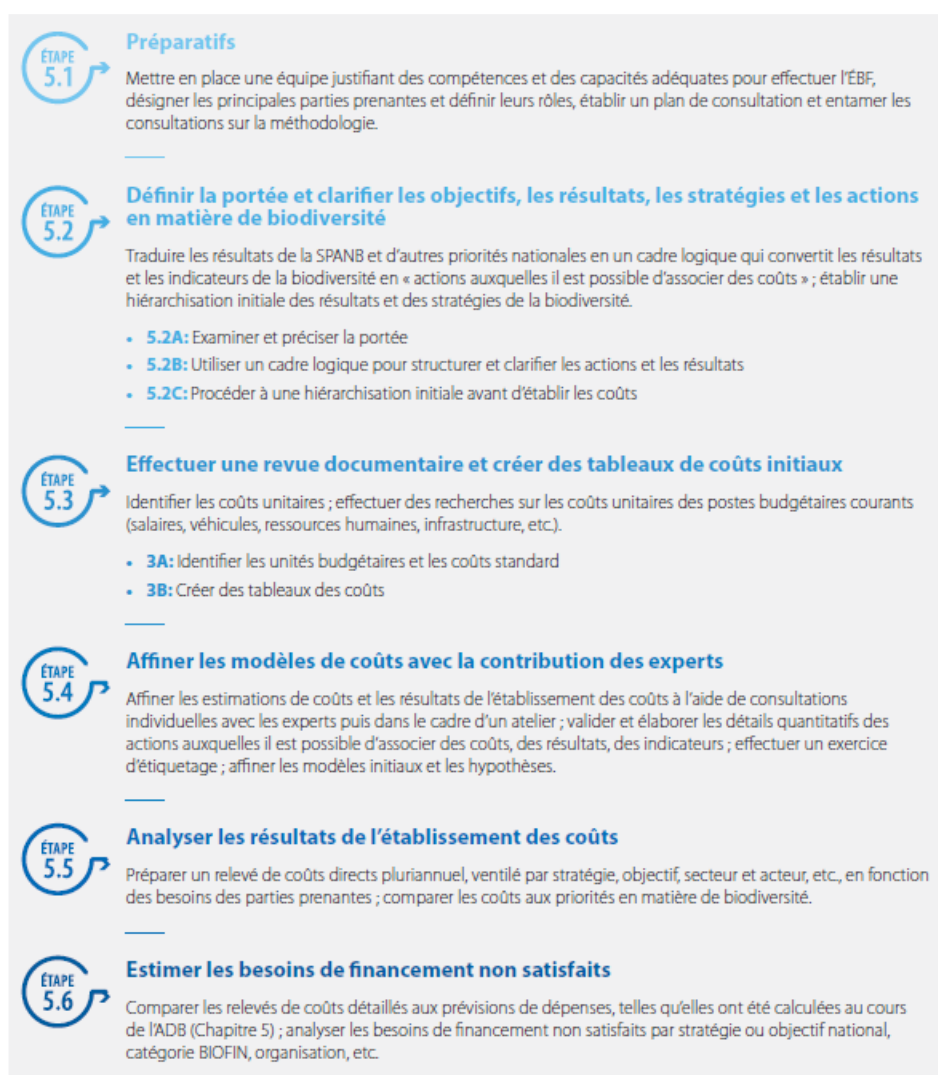 ÉTAPE
5.1
Préparatifs
Mettre en place une équipe justifiant des compétences et des capacités adéquates pour effectuer l'ÉBF,
désigner les principales parties prenantes et définir leurs rôles, établir un plan de consultation et entamer les
consultations sur la méthodologie.
ÉTAPE
5.2
Définir la portée et clarifier les objectifs, les résultats, les stratégies et les actions
en matière de biodiversité
Traduire les résultats de la SPANB et d'autres priorités nationales en un cadre logique qui convertit les résultats
et les indicateurs de la biodiversité en « actions auxquelles il est possible d'associer des coûts » ; établir une
hiérarchisation initiale des résultats et des stratégies de la biodiversité.
• 5.2A: Examiner et préciser la portée
• 5.2B: Utiliser un cadre logique pour structurer et clarifier les actions et les résultats
• 5.2C: Procéder à une hiérarchisation initiale avant d'établir les coûts
ÉTAPE
5.3
Effectuer une revue documentaire et créer des tableaux de coûts initiaux
Identifier les coûts unitaires ; effectuer des recherches sur les coûts unitaires des postes budgétaires courants
(salaires, véhicules, ressources humaines, infrastructure, etc.).
• 3A: Identifier les unités budgétaires et les coûts standard
• 3B: Créer des tableaux des coûts
ÉTAPE
5.4
Affiner les modèles de coûts avec la contribution des experts
Affiner les estimations de coûts et les résultats de l'établissement des coûts à l'aide de consultations
individuelles avec les experts puis dans le cadre d'un atelier ; valider et élaborer les détails quantitatifs des
actions auxquelles il est possible d'associer des coûts, des résultats, des indicateurs ; effectuer un exercice
d'étiquetage ; affiner les modèles initiaux et les hypothèses.
ÉTAPE
5.5
Analyser les résultats de l'établissement des coûts
Préparer un relevé de coûts directs pluriannuel, ventilé par stratégie, objectif, secteur et acteur, etc., en fonction
des besoins des parties prenantes ; comparer les coûts aux priorités en matière de biodiversité.
ÉTAPE
5.6
Estimer les besoins de financement non satisfaits
Comparer les relevés de coûts détaillés aux prévisions de dépenses, telles qu'elles ont été calculées au cours
de l'ADB (Chapitre 5) ; analyser les besoins de financement non satisfaits par stratégie ou objectif national,
catégorie BIOFIN, organisation, etc.